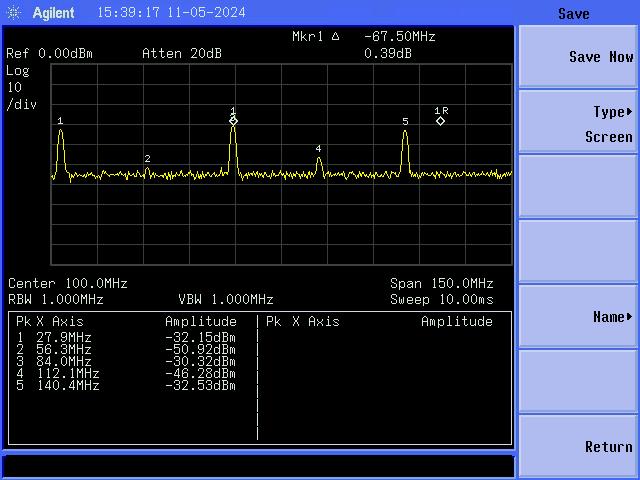 Agilent 15:39:17 11-05-2024 Save
Mkr1 Δ -67.50MHz
Ref 0.00dBm Atten 20dB 0.39dB
Log
10
/div
1
1R
1
5
3
4
2
Center 100.0MHz Span 150.0MHz
RBW 1.000MHz VBW 1.000MHz Sweep 10.00ms
Pk X Axis Amplitude Pk X Axis Amplitude
1 27.9MHz -32.15dBm
2 56.3MHz -50.92dBm
3 84.0MHz -30.32dBm
4 112.1MHz -46.28dBm
5 140.4MHz -32.53dBm
Save Now
Type
Screen
Name
Return